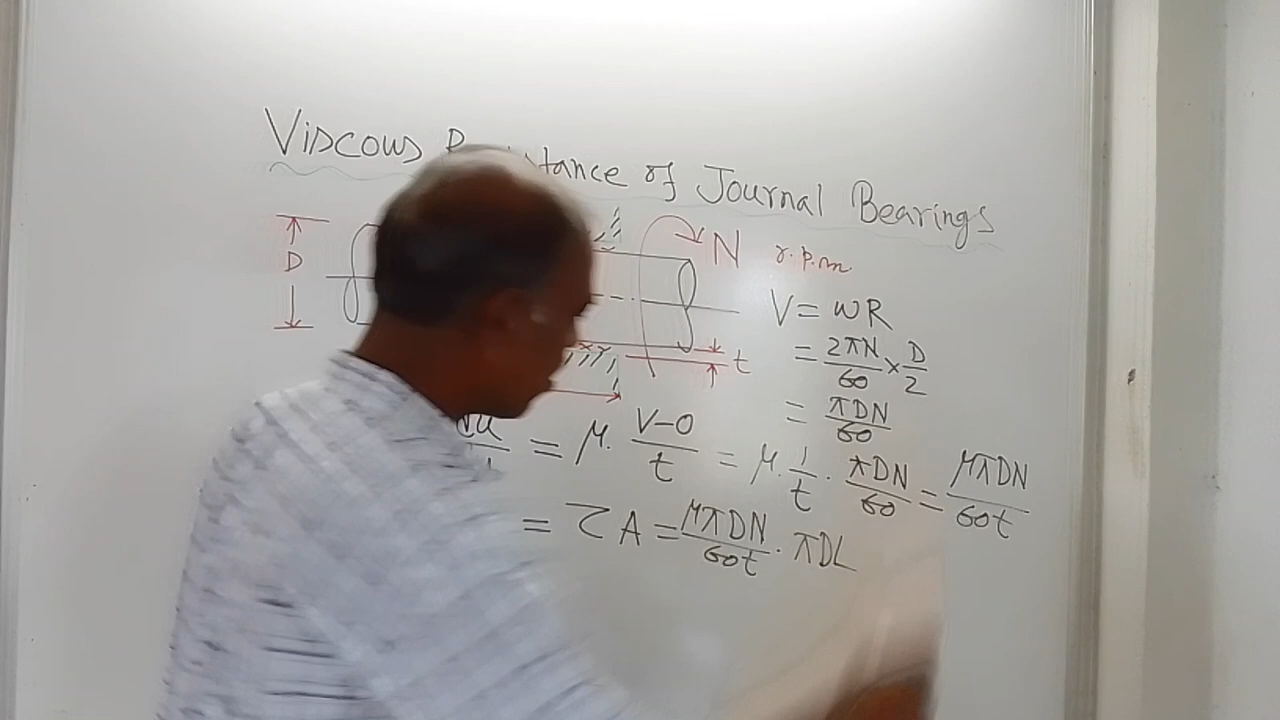 Viscous of Journal Bearings
D
N r.p.m
t
V = ωR
= 2πN/60 × D/2
= πDN/60
= μ. V-0/t = μ. 1/t . πDN/60 = μπDN/60t
= τA = μπDN/60t . πDL